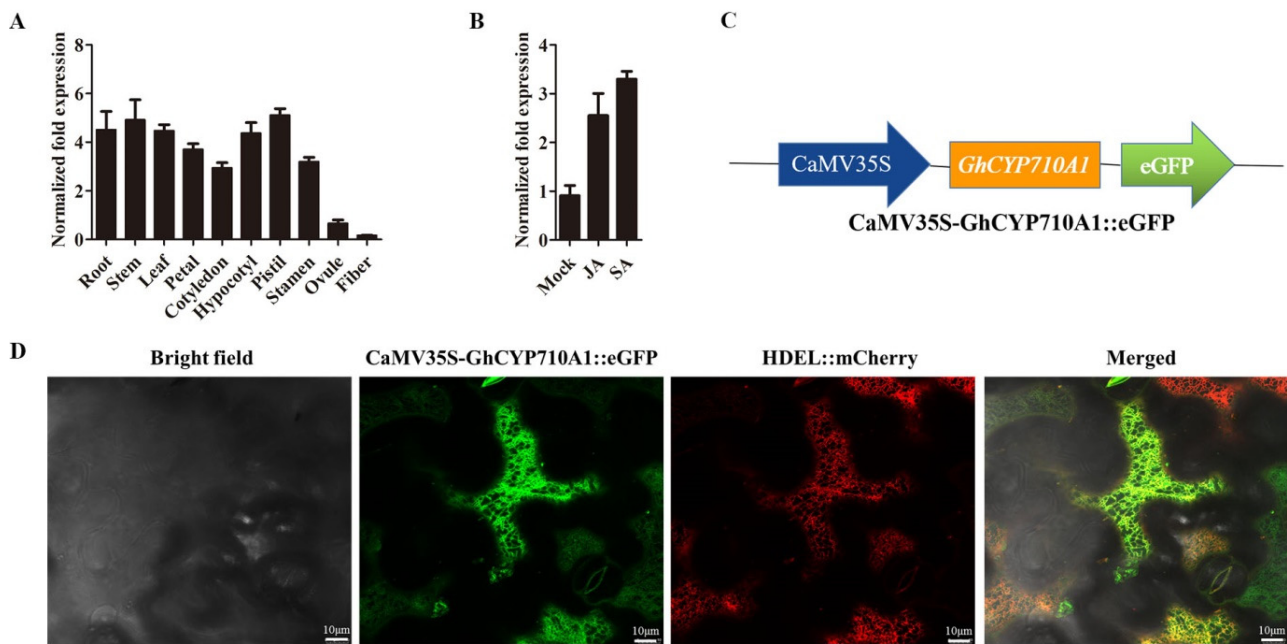 A
Normalized fold expression
8
6
4
2
0
Root
Stem
Leaf
Petal
Cotyledon
Hypocotyl
Pistil
Stamen
Ovule
Fiber
B
Normalized fold expression
4
3
2
1
0
Mock
JA
SA
C
CaMV35S
GhCYP710A1
eGFP
CaMV35S-GhCYP710A1::eGFP
D
Bright field
CaMV35S-GhCYP710A1::eGFP
HDEL::mCherry
Merged
10μm
10μm
10μm
10μm